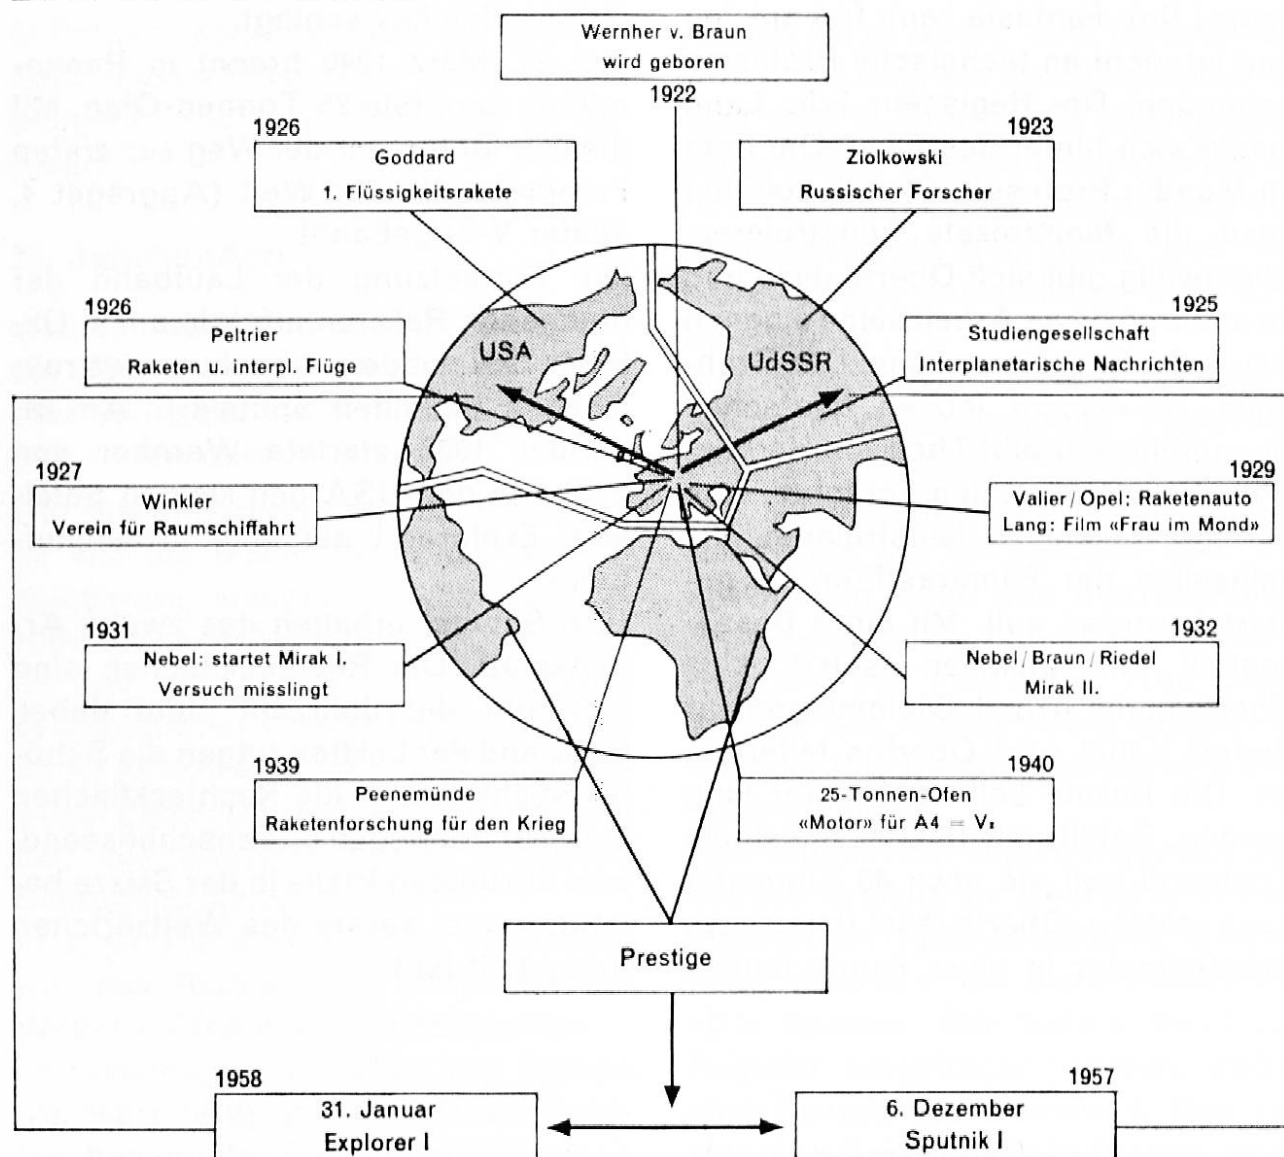 Wernher v. Braun
wird geboren
1922
1926
Goddard
1. Flüssigkeitsrakete
1923
Ziolkowski
Russischer Forscher
1926
Peltrier
Raketen u. interpl. Flüge
1925
Studiengesellschaft
Interplanetarische Nachrichten
USA
UdSSR
1927
Winkler
Verein für Raumschiffahrt
1929
Valier/Opel: Raketenauto
Lang: Film «Frau im Mond»
1931
Nebel: startet Mirak I.
Versuch misslingt
1932
Nebel/Braun/Riedel
Mirak II.
1939
Peenemünde
Raketenforschung für den Krieg
1940
25-Tonnen-Ofen
«Motor» für A4 = V₂
Prestige
1958
31. Januar
Explorer I
1957
6. Dezember
Sputnik I